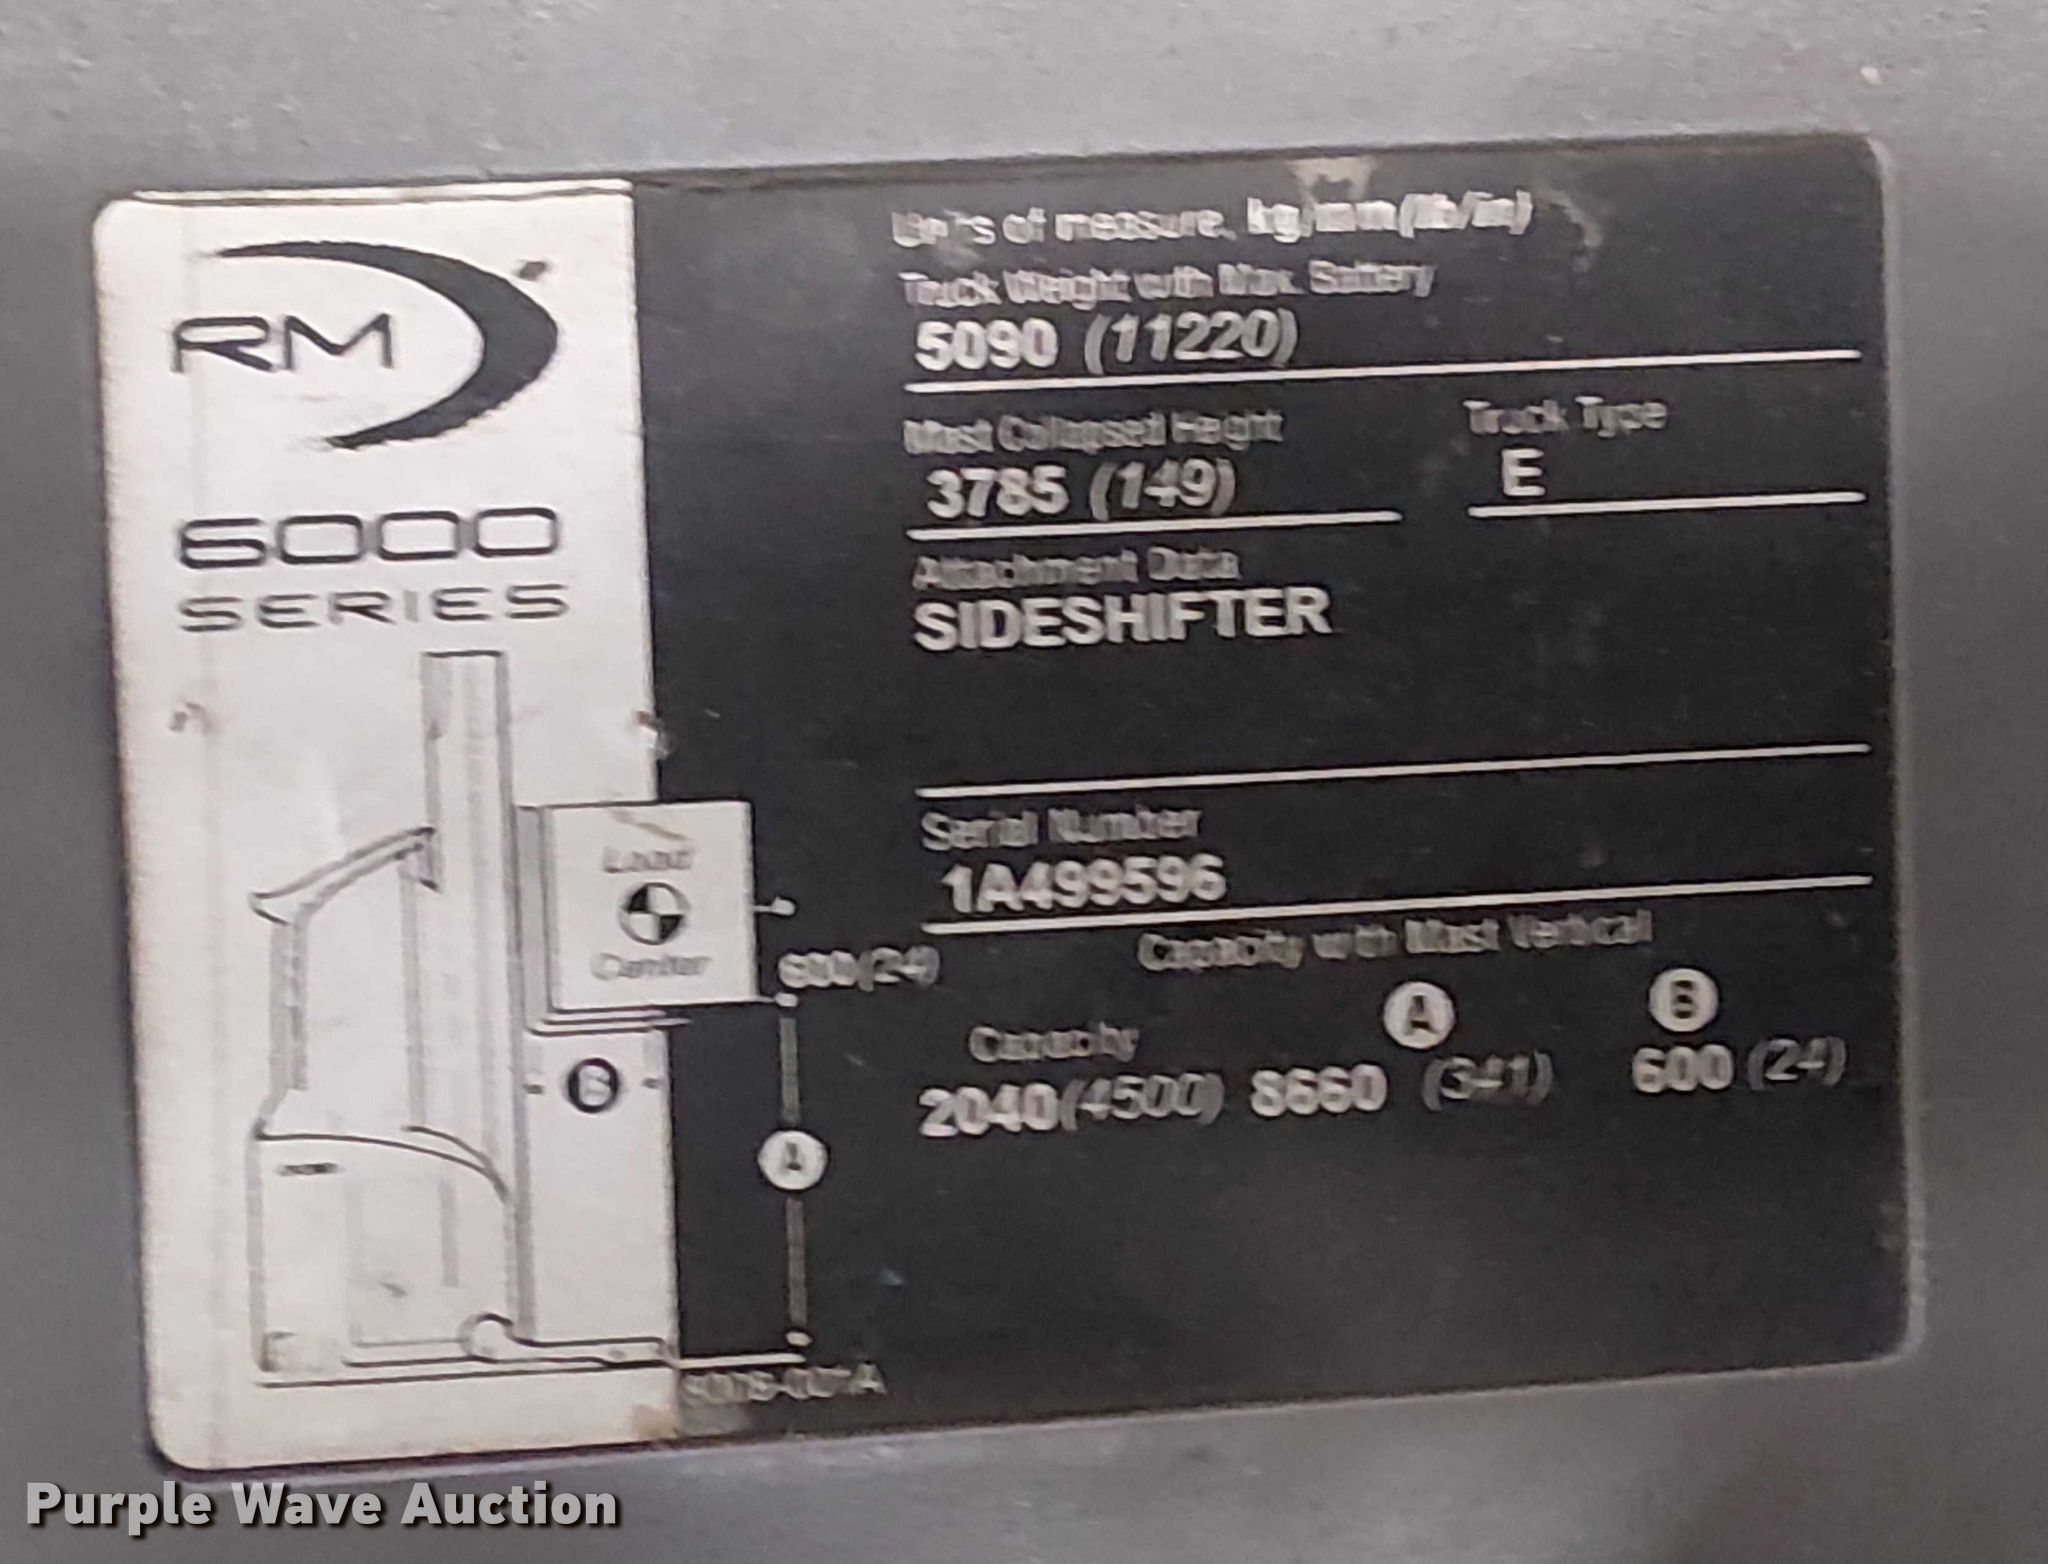 RM
6000
SERIES
Load
Center
600(24)
B
A
Units of measure, kg/mm(lb/in)
Truck Weight with Max. Battery
5090 (11220)
Mast Collapsed Height
3785 (149)
Truck Type
E
Attachment Data
SIDESHIFTER
Serial Number
1A499596
Capacity with Mast Vertical
Capacity A B
2040(4500) 8660 (341) 600 (24)
Purple Wave Auction